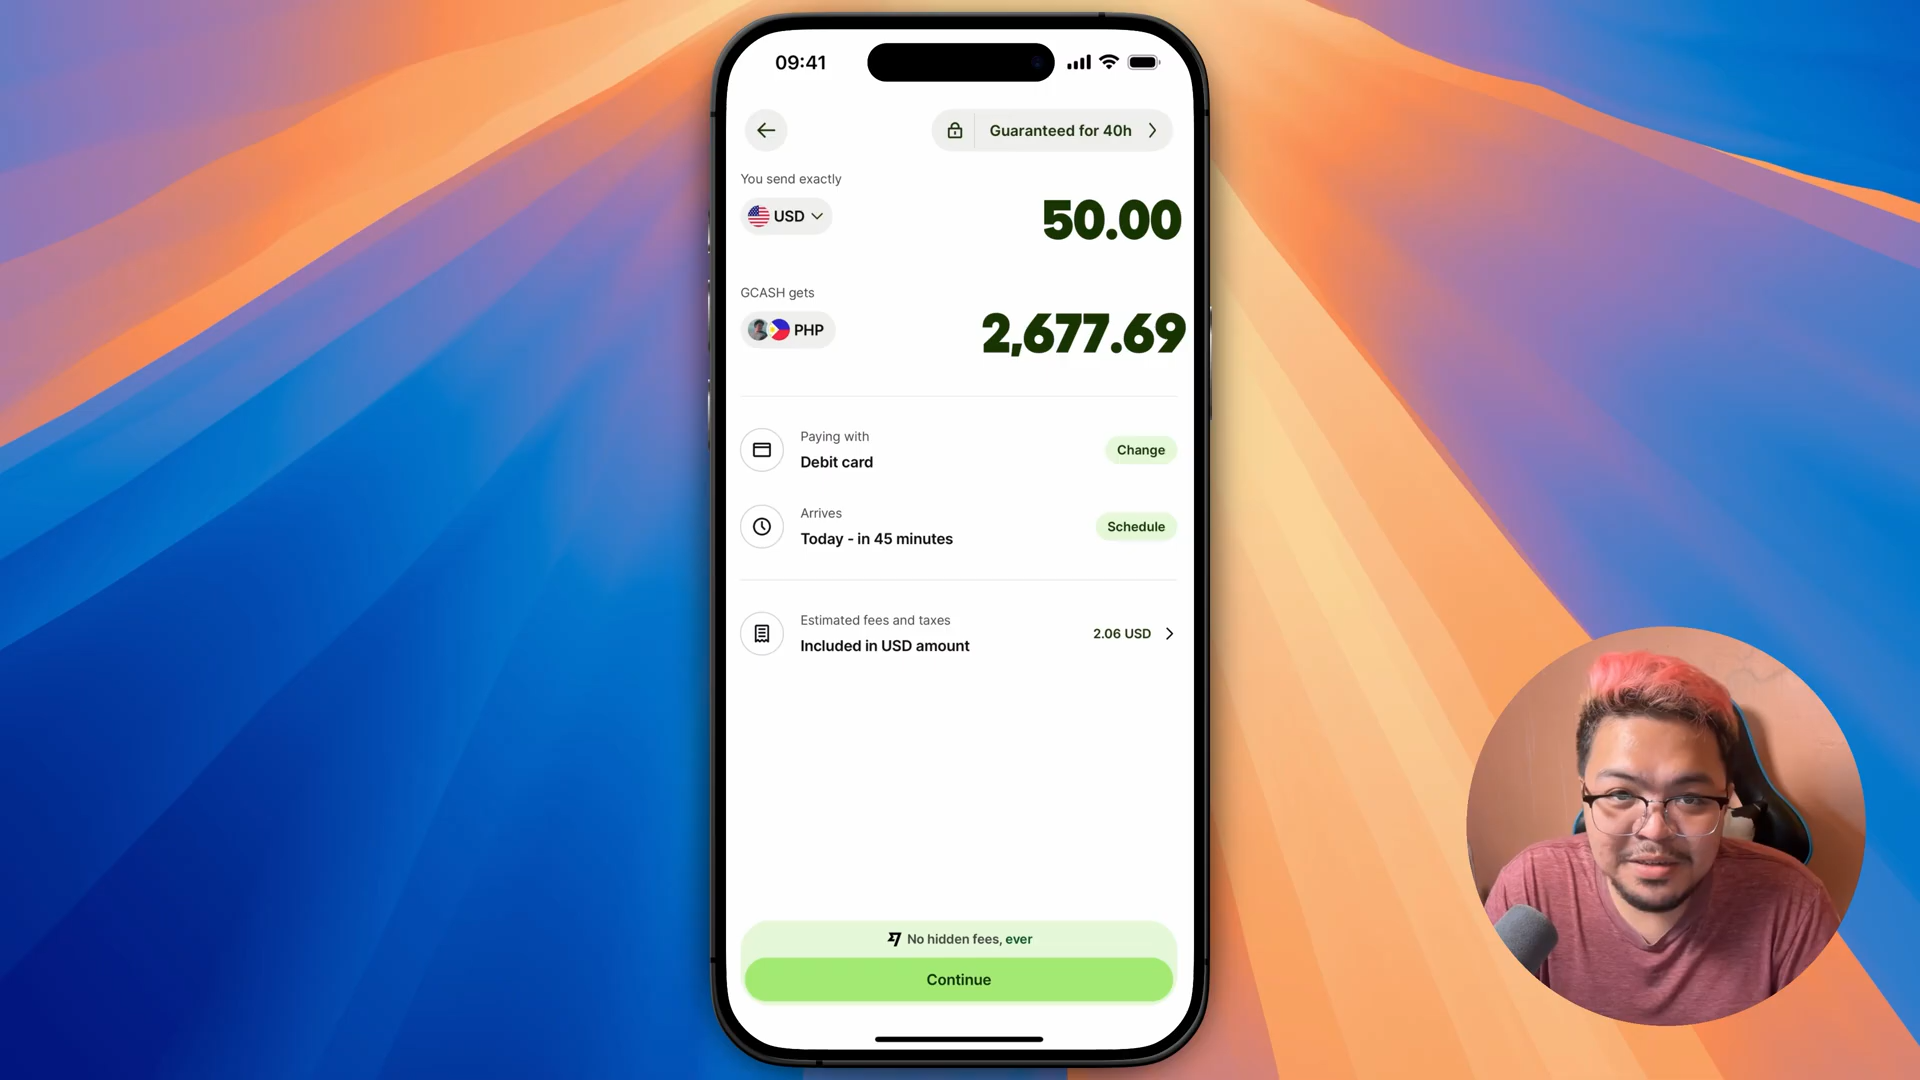 09:41
Guaranteed for 40h
You send exactly
USD
50.00
GCASH gets
PHP
2,677.69
Paying with
Debit card
Change
Arrives
Today - in 45 minutes
Schedule
Estimated fees and taxes
Included in USD amount
2.06 USD
No hidden fees, ever
Continue